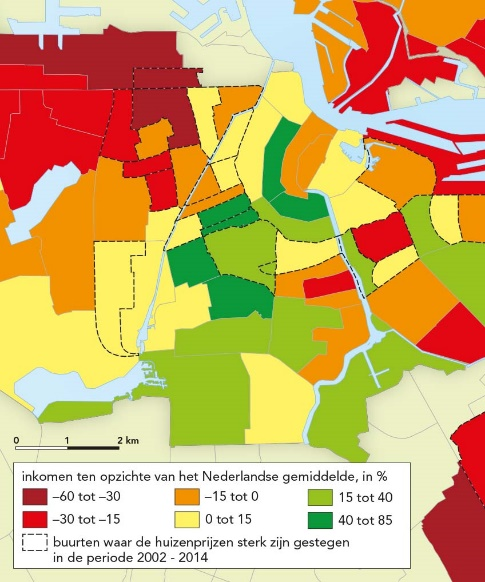 0 1 2 km
inkomen ten opzichte van het Nederlandse gemiddelde, in %
–60 tot –30 –15 tot 0 15 tot 40
–30 tot –15 0 tot 15 40 tot 85
buurten waar de huizenprijzen sterk zijn gestegen
in de periode 2002 - 2014